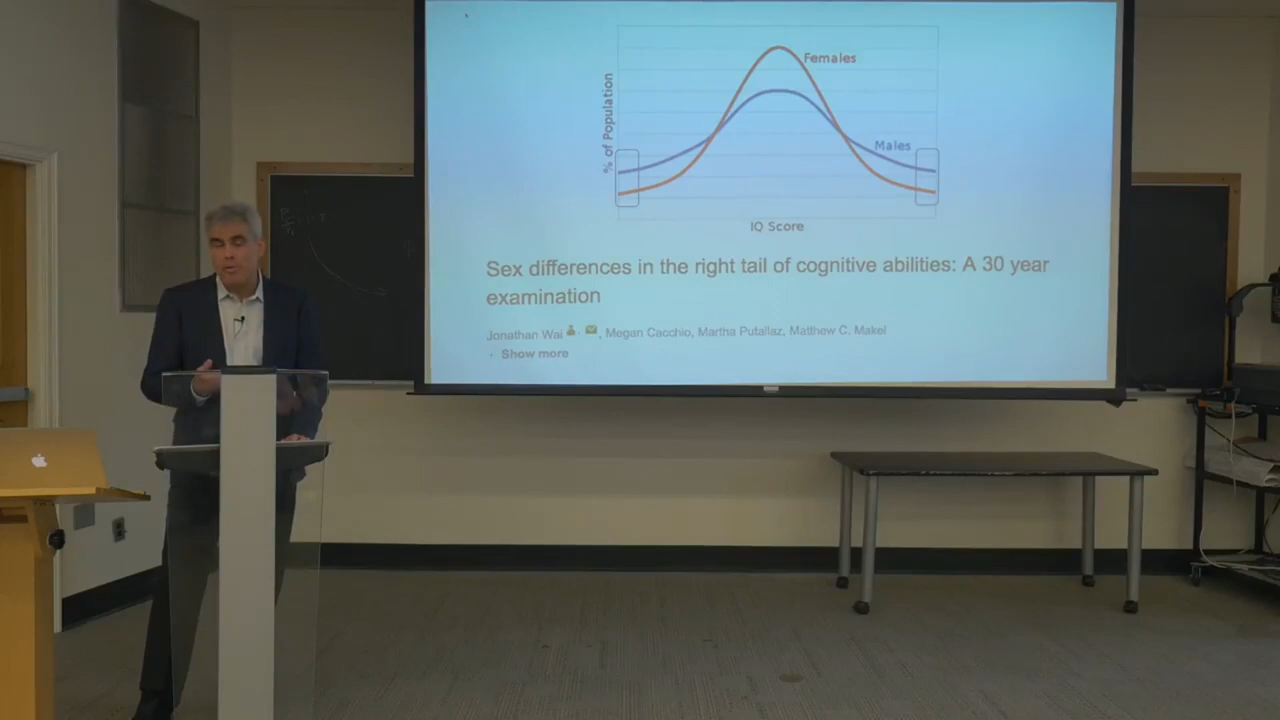 Females
% of Population
Males
IQ Score
Sex differences in the right tail of cognitive abilities: A 30 year
examination
Jonathan Wai , Megan Cacchio, Martha Putallaz, Matthew C. Makel
Show more